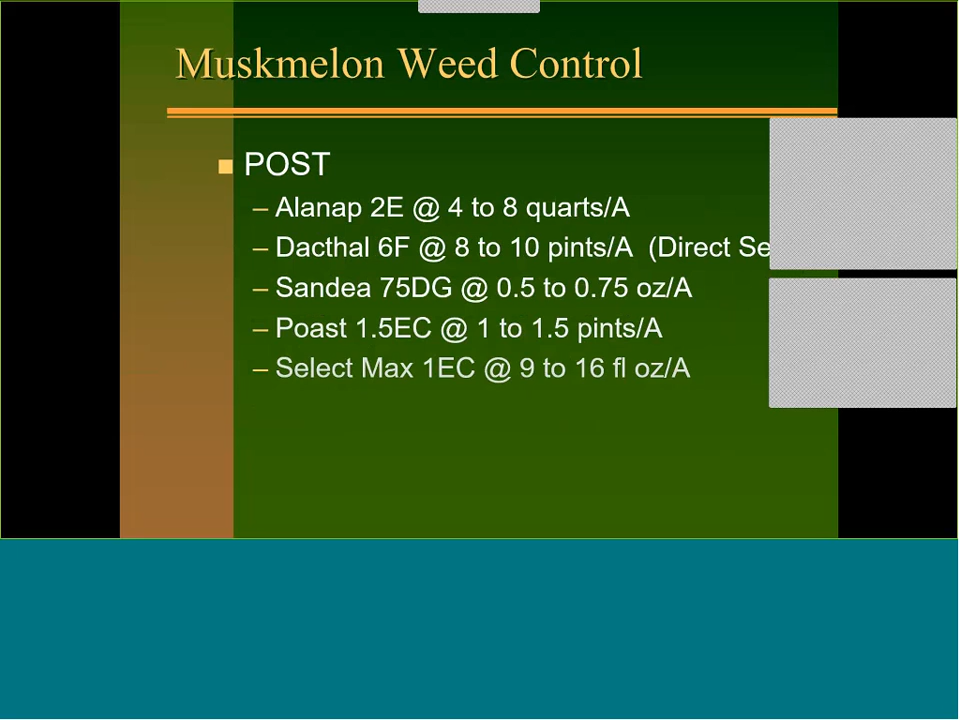 Muskmelon Weed Control
POST
– Alanap 2E @ 4 to 8 quarts/A
– Dacthal 6F @ 8 to 10 pints/A (Direct
– Sandea 75DG @ 0.5 to 0.75 oz/A
– Poast 1.5EC @ 1 to 1.5 pints/A
– Select Max 1EC @ 9 to 16 fl oz/A